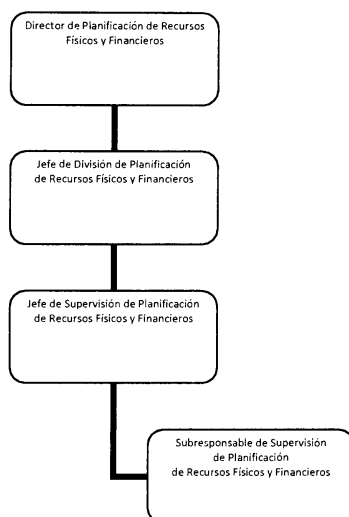 Director de Planificación de Recursos
Físicos y Financieros
Jefe de División de Planificación
de Recursos Físicos y Financieros
Jefe de Supervisión de Planificación
de Recursos Físicos y Financieros
Subresponsable de Supervisión
de Planificación
de Recursos Físicos y Financieros